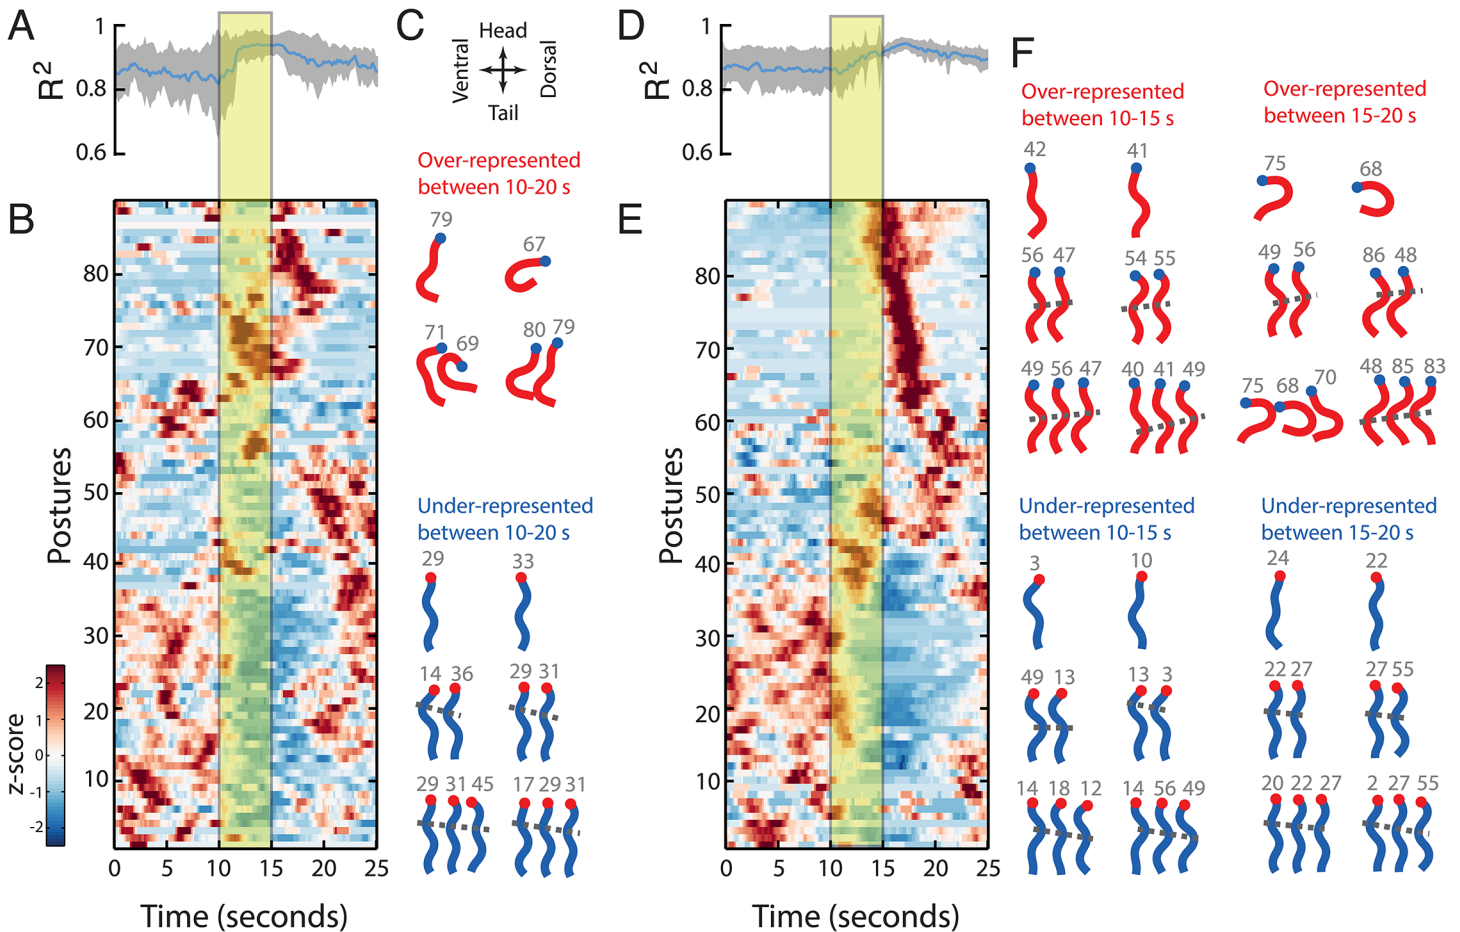 A
R2
1
0.8
0.6
B
Postures
80
70
60
50
40
30
20
10
z-score
2
1
0
-1
-2
0 5 10 15 20 25
Time (seconds)
C
Head
Ventral
Dorsal
Tail
Over-represented
between 10-20 s
79 67
71 69 80 79
Under-represented
between 10-20 s
29 33
14 36 29 31
29 31 45 17 29 31
D
R2
1
0.8
0.6
E
Postures
80
70
60
50
40
30
20
10
0 5 10 15 20 25
Time (seconds)
F
Over-represented
between 10-15 s
42 41
56 47 54 55
49 56 47 40 41 49
Over-represented
between 15-20 s
75 68
49 56 86 48
75 68 70 48 85 83
Under-represented
between 10-15 s
3 10
49 13 13 3
14 18 12 14 56 49
Under-represented
between 15-20 s
24 22
22 27 27 55
20 22 27 2 27 55